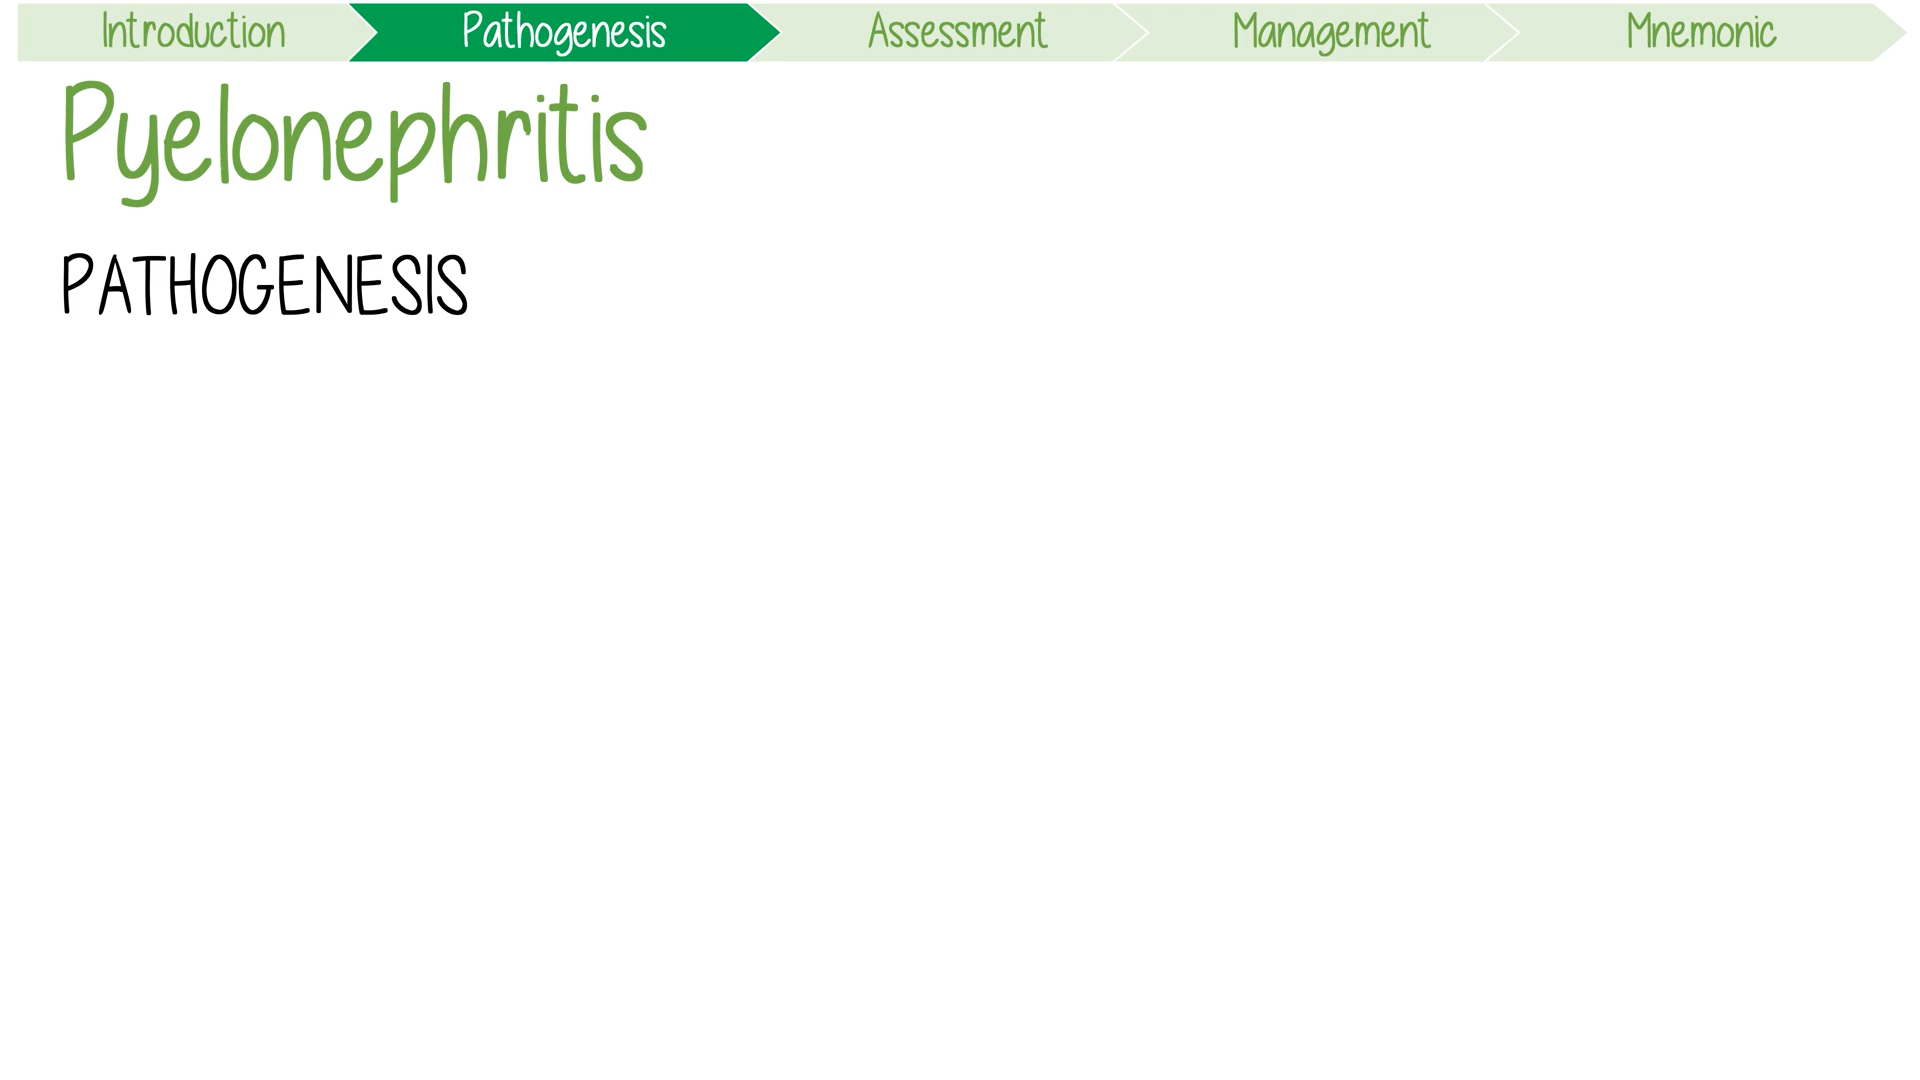 Introduction Pathogenesis Assessment Management Mnemonic
Pyelonephritis
PATHOGENESIS